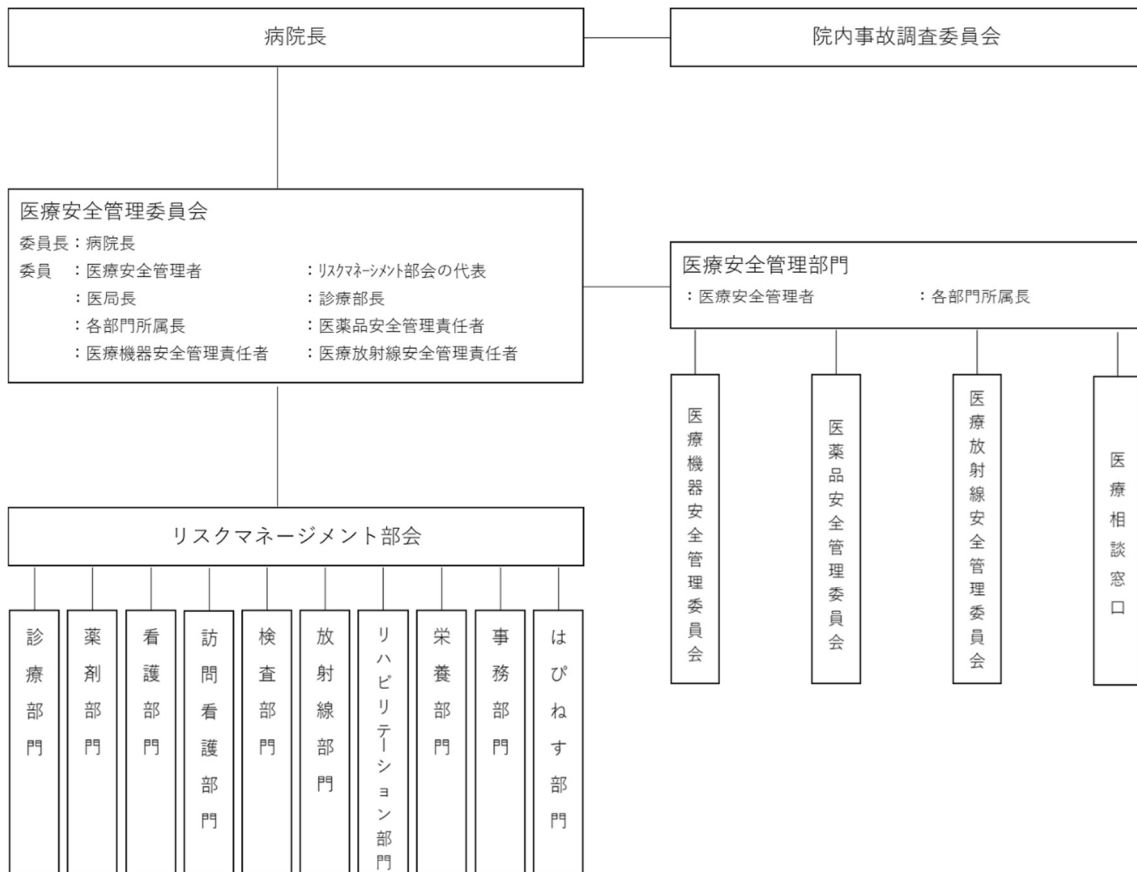 病院長
院内事故調査委員会
医療安全管理委員会
委員長：病院長
委員　：医療安全管理者　：ﾘｽｸﾏﾈｰｼﾞﾒﾝﾄ部会の代表
：医局長　：診療部長
：各部門所属長　：医薬品安全管理責任者
：医療機器安全管理責任者　：医療放射線安全管理責任者
医療安全管理部門
：医療安全管理者　：各部門所属長
医療機器安全管理委員会
医薬品安全管理委員会
医療放射線安全管理委員会
医療相談窓口
リスクマネージメント部会
診療部門
薬剤部門
看護部門
訪問看護部門
検査部門
放射線部門
リハビリテーション部門
栄養部門
事務部門
はぴねす部門